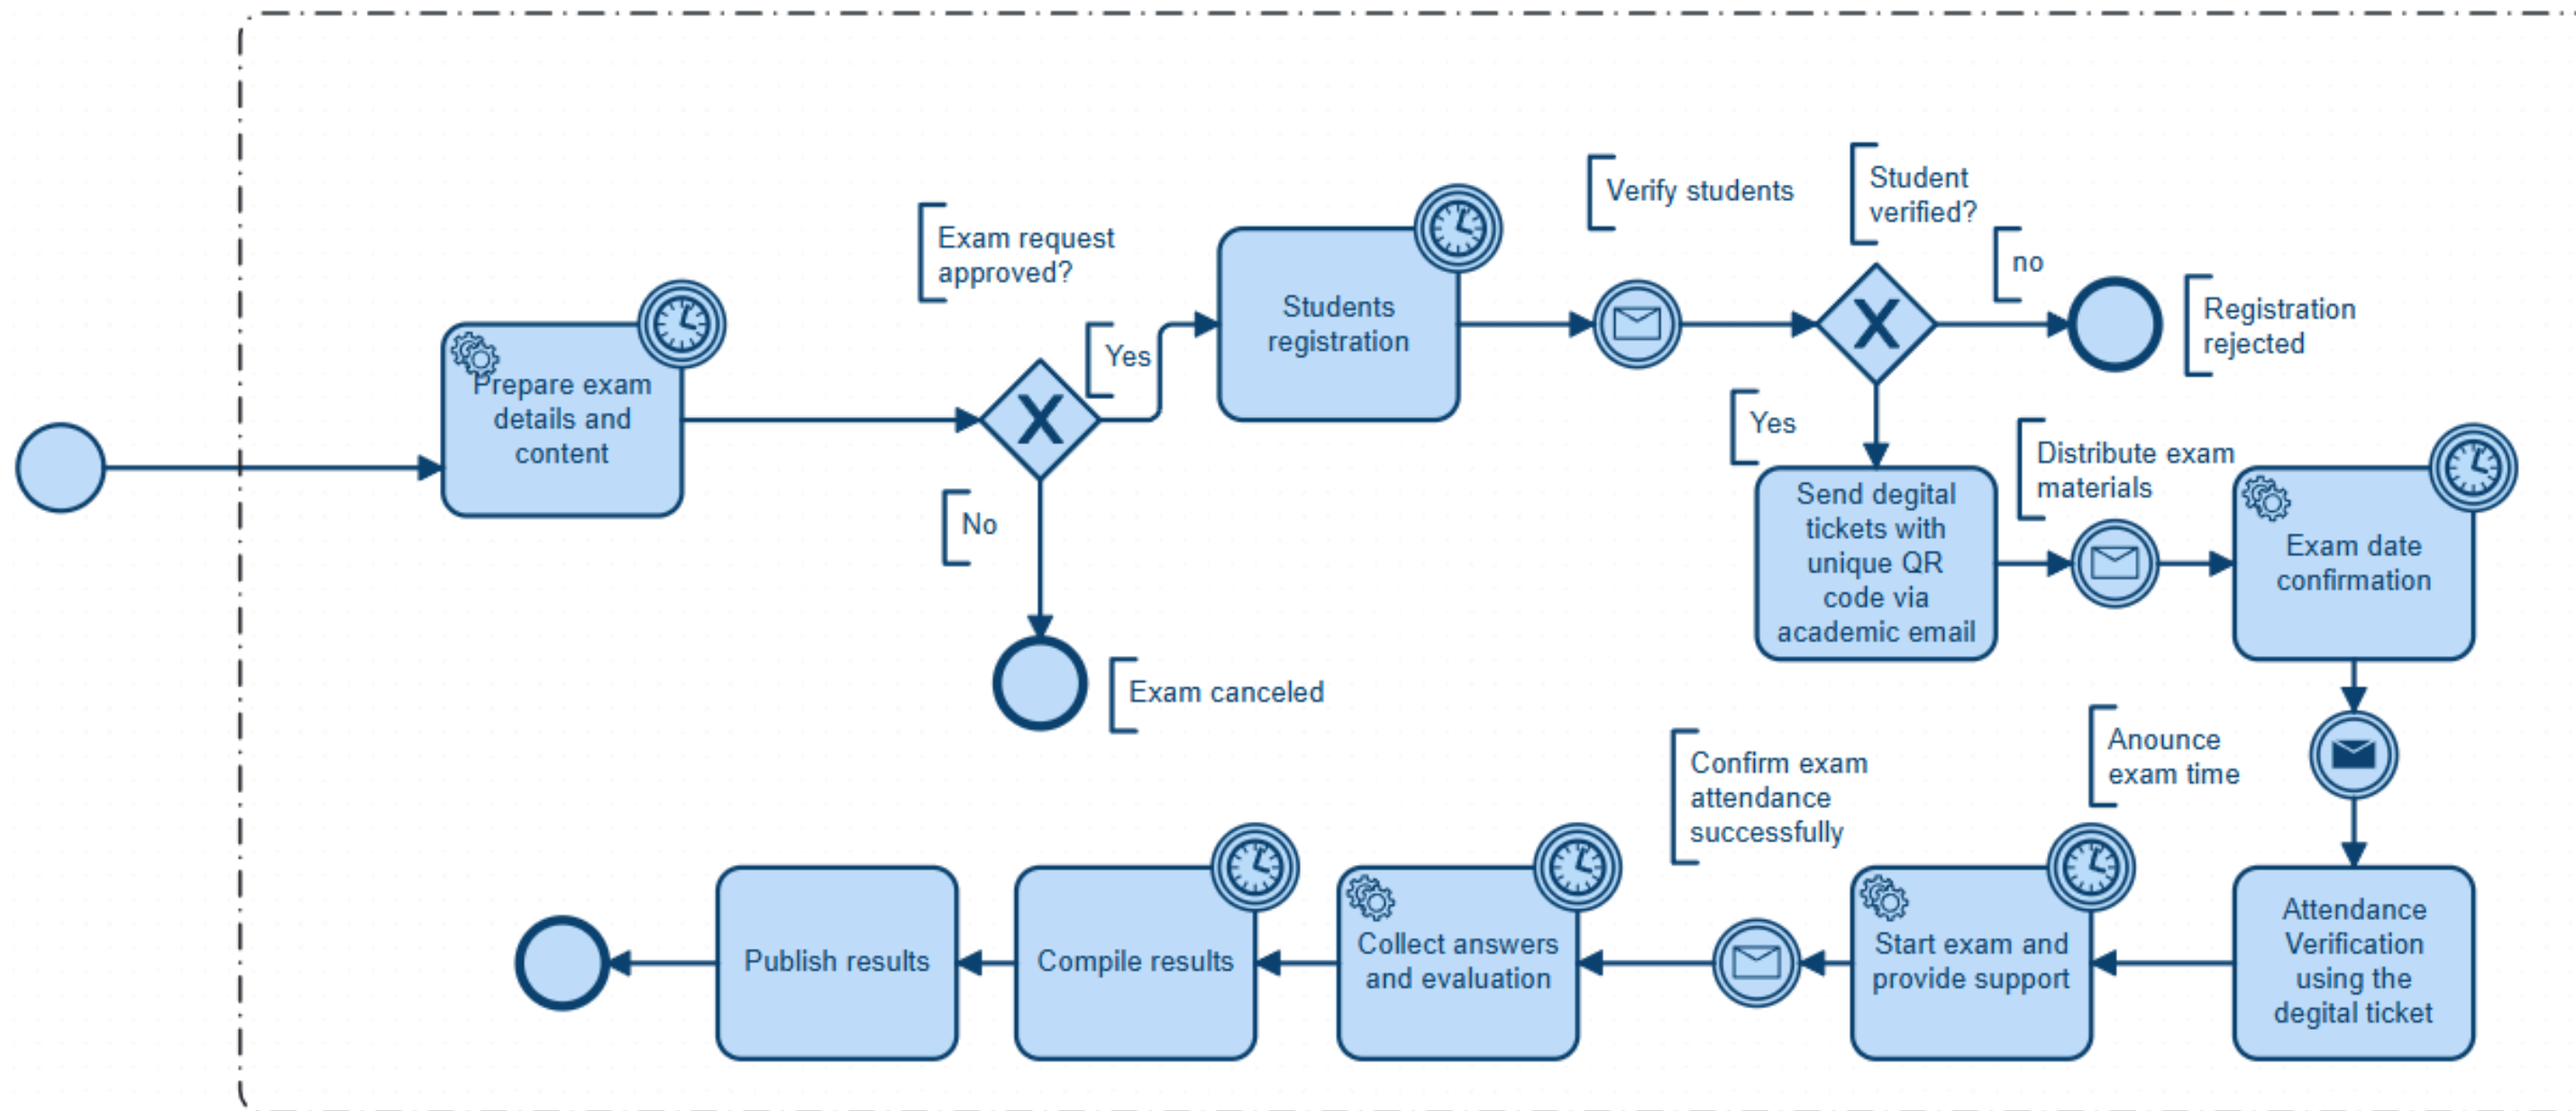 Prepare exam
details and
content
Exam request
approved?
Yes
No
Exam canceled
Students
registration
Verify students
Student
verified?
no
Registration
rejected
Yes
Send degital
tickets with
unique QR
code via
academic email
Distribute exam
materials
Exam date
confirmation
Anounce
exam time
Attendance
Verification
using the
degital ticket
Start exam and
provide support
Confirm exam
attendance
successfully
Collect answers
and evaluation
Compile results
Publish results